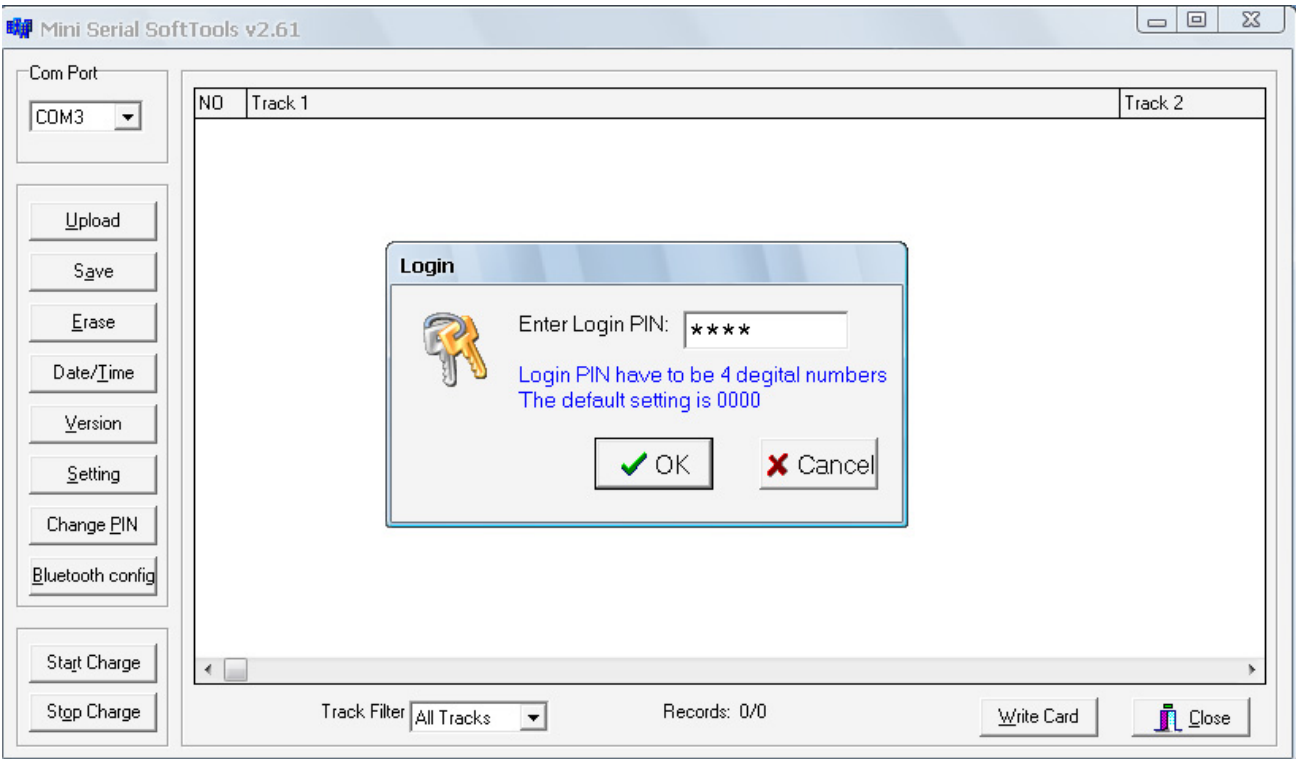 Mini Serial SoftTools v2.61
Com Port
COM3
NO Track 1 Track 2
Upload
Save
Erase
Date/Time
Version
Setting
Change PIN
Bluetooth config
Start Charge
Stop Charge
Login
Enter Login PIN: ****
Login PIN have to be 4 degital numbers
The default setting is 0000
OK Cancel
Track Filter All Tracks Records: 0/0 Write Card Close